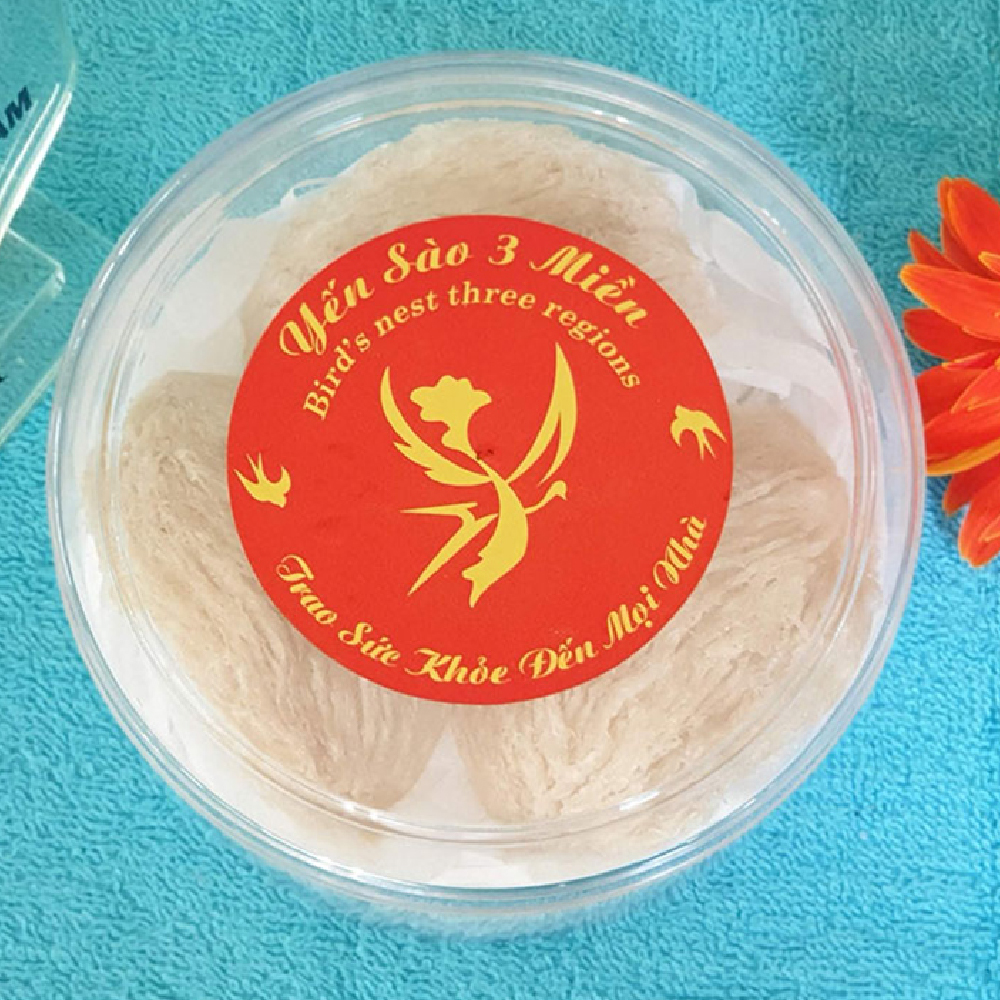 Yến Sào 3 Miền
Bird's nest three regions
Trao Sức Khỏe Đến Mọi Nhà